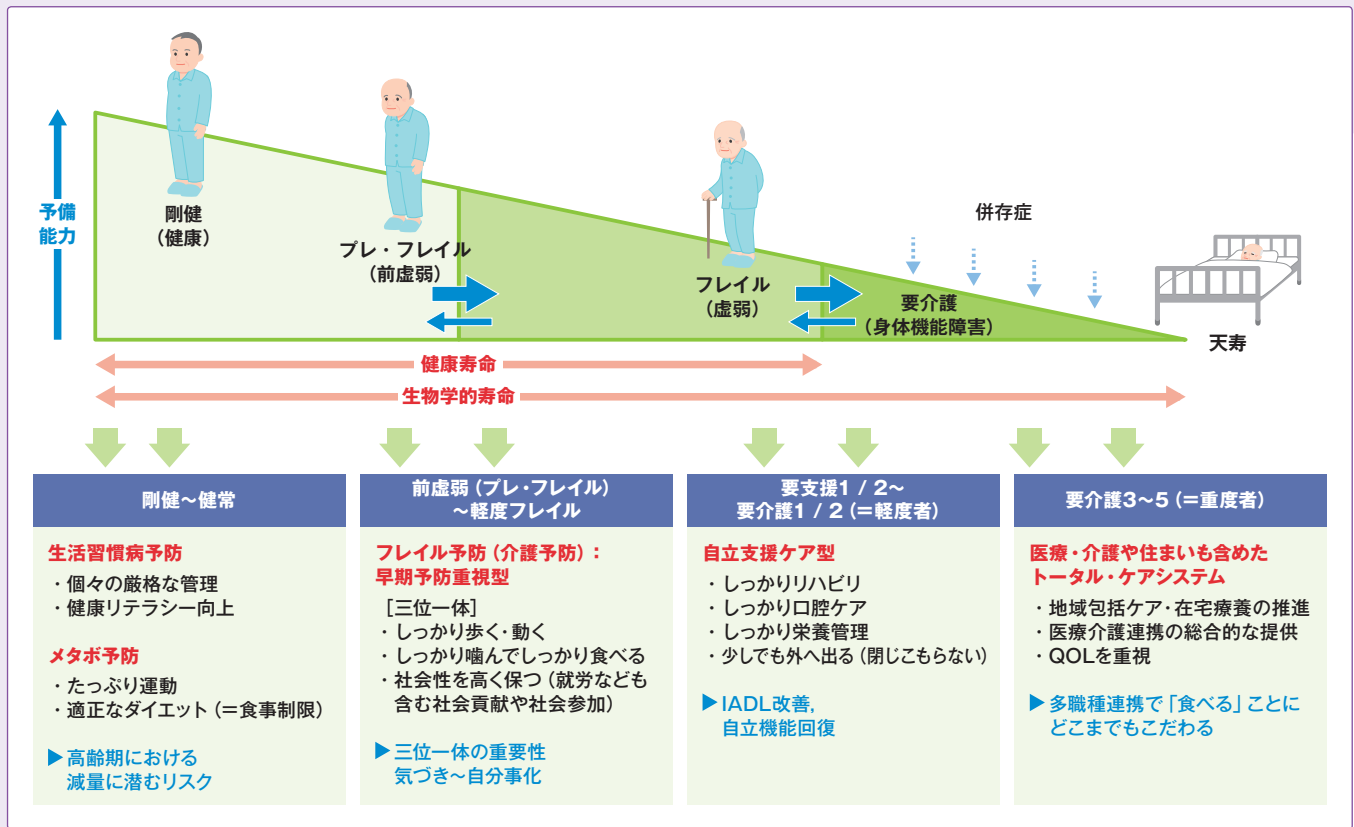 予備
能力
剛健
(健康)
プレ・フレイル
(前虚弱)
フレイル
(虚弱)
併存症
要介護
(身体機能障害)
天寿
健康寿命
生物学的寿命
剛健~健常
生活習慣病予防
・個々の厳格な管理
・健康リテラシー向上
メタボ予防
・たっぷり運動
・適正なダイエット(=食事制限)
▶高齢期における
減量に潜むリスク
前虚弱(プレ・フレイル)
~軽度フレイル
フレイル予防(介護予防):
早期予防重視型
[三位一体]
・しっかり歩く・動く
・しっかり噛んでしっかり食べる
・社会性を高く保つ(就労なども
含む社会貢献や社会参加)
▶三位一体の重要性
気づき~自分事化
要支援1 / 2~
要介護1 / 2(=軽度者)
自立支援ケア型
・しっかりリハビリ
・しっかり口腔ケア
・しっかり栄養管理
・少しでも外へ出る(閉じこもらない)
▶IADL改善,
自立機能回復
要介護3~5(=重度者)
医療・介護や住まいも含めた
トータル・ケアシステム
・地域包括ケア・在宅療養の推進
・医療介護連携の総合的な提供
・QOLを重視
▶多職種連携で「食べる」ことに
どこまでもこだわる